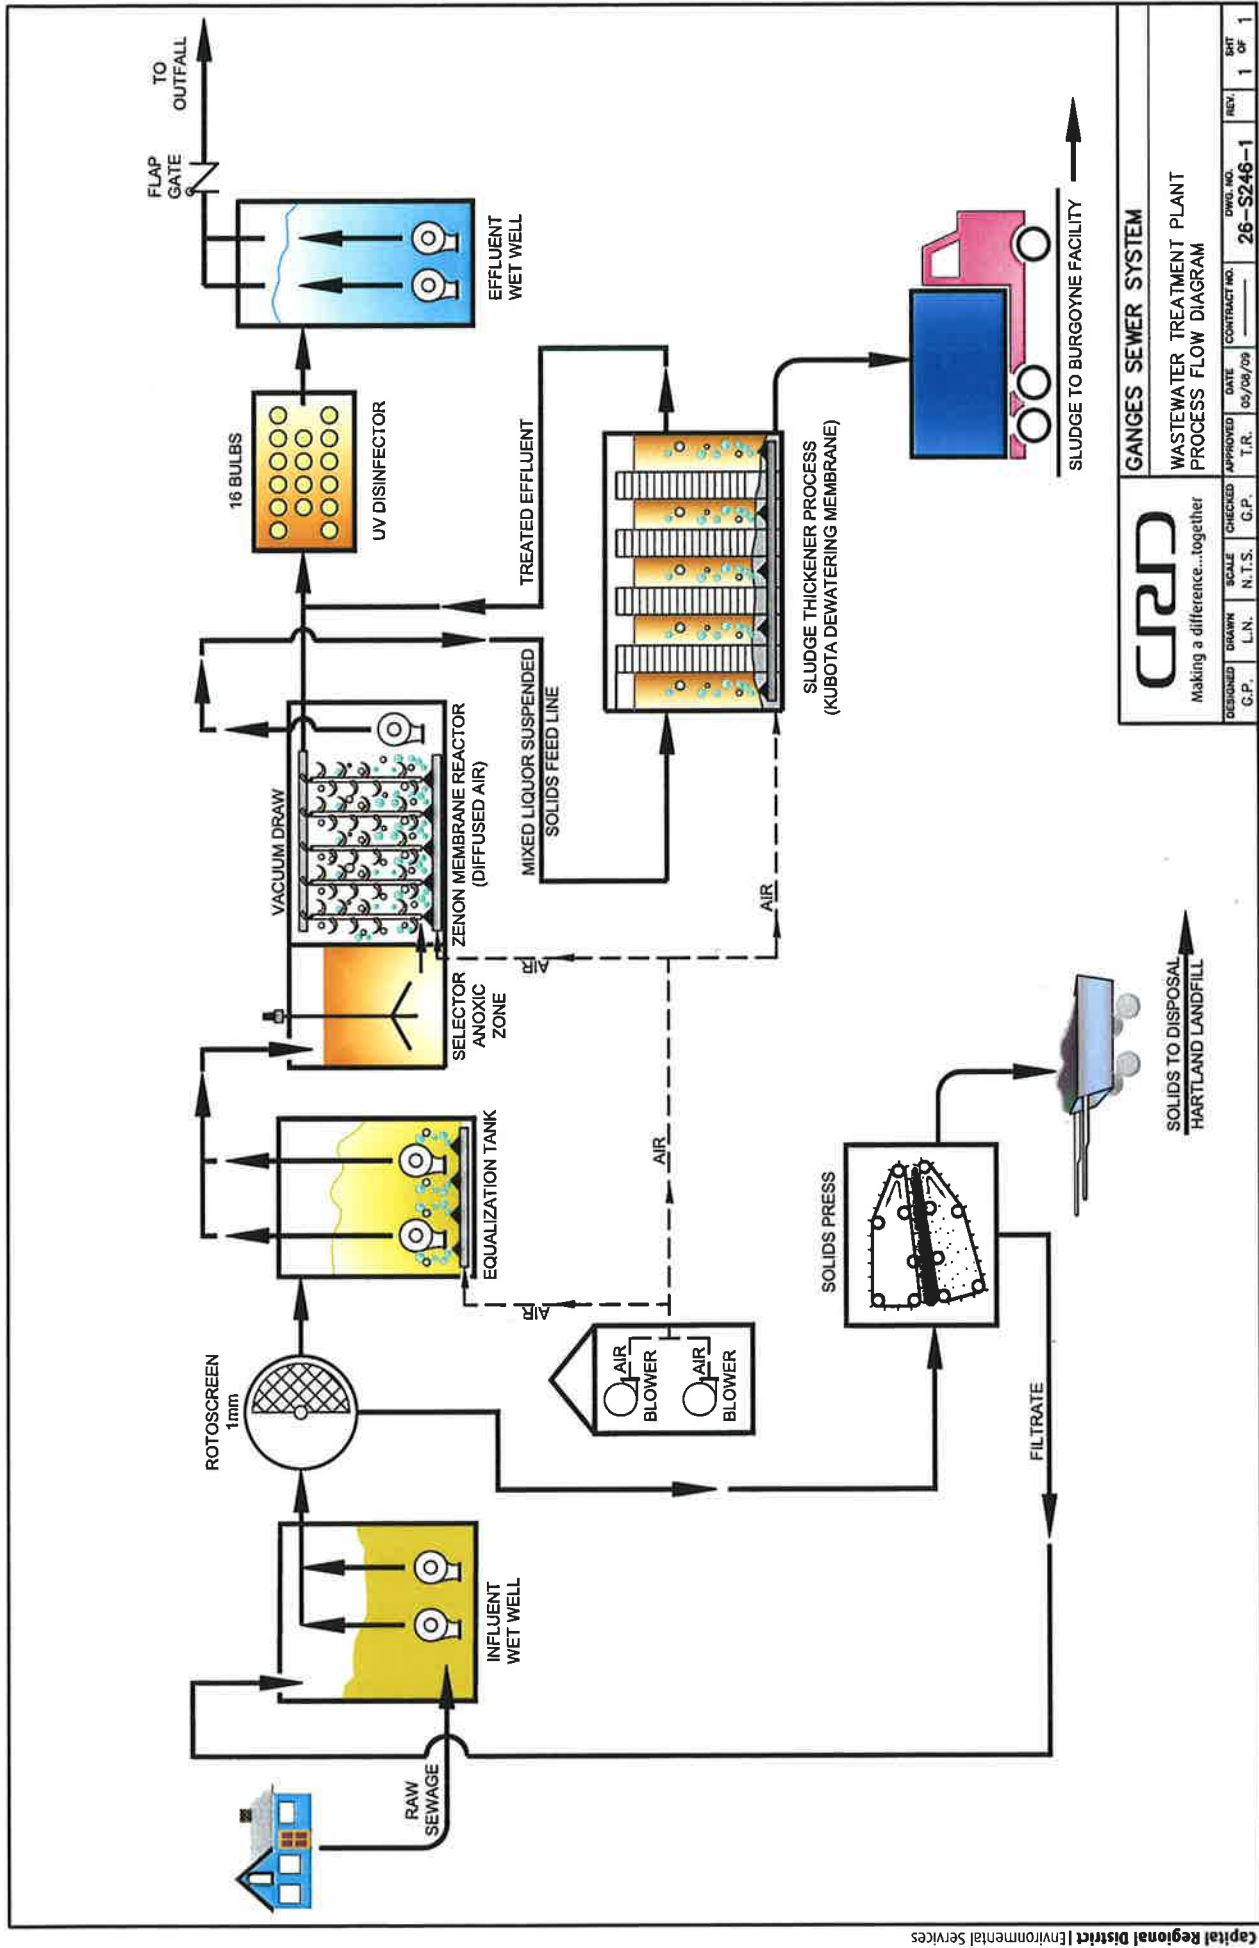 Capital Regional District | Environmental Services
TO
OUTFALL
FLAP
GATE
16 BULBS
UV DISINFECTOR
EFFLUENT
WET WELL
VACUUM DRAW
ROTOSCREEN
1mm
EQUALIZATION TANK
SELECTOR
ANOXIC
ZONE
ZENON MEMBRANE REACTOR
(DIFFUSED AIR)
INFLUENT
WET WELL
RAW
SEWAGE
MIXED LIQUOR SUSPENDED
SOLIDS FEED LINE
TREATED EFFLUENT
AIR
AIR
AIR
AIR
AIR
BLOWER
AIR
BLOWER
SLUDGE THICKENER PROCESS
(KUBOTA DEWATERING MEMBRANE)
SOLIDS PRESS
FILTRATE
SLUDGE TO BURGOYNE FACILITY
SOLIDS TO DISPOSAL
HARTLAND LANDFILL
CRD
Making a difference...together
GANGES SEWER SYSTEM
WASTEWATER TREATMENT PLANT
PROCESS FLOW DIAGRAM
DESIGNED DRAWN SCALE CHECKED APPROVED DATE CONTRACT NO. DWG. NO. REV. SHT
G.P. L.N. N.T.S. G.P. T.R. 05/08/09 26-S246-1 1 OF 1